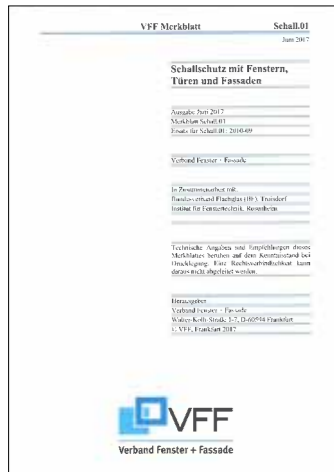 VFF Merkblatt Schall.01
Juni 2017
Schallschutz mit Fenstern,
Türen und Fassaden
Ausgabe Juni 2017
Merkblatt Schall.01
Ersatz für Schall.01: 2010-09
Verband Fenster + Fassade
In Zusammenarbeit mit:
Bundesverband Flachglas (BF), Troisdorf
Institut für Fenstertechnik, Rosenheim
Technische Angaben und Empfehlungen dieses
Merkblattes beruhen auf dem Kenntnisstand bei
Drucklegung. Eine Rechtsverbindlichkeit kann
daraus nicht abgeleitet werden.
Herausgeber
Verband Fenster + Fassade
Walter-Kolb-Straße 1-7, D-60594 Frankfurt
© VFF, Frankfurt 2017
VFF
Verband Fenster + Fassade